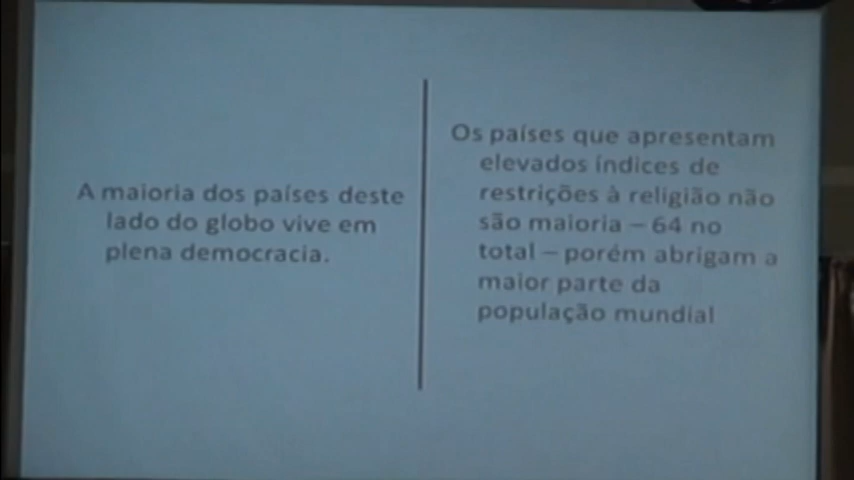 A maioria dos países deste
lado do globo vive em
plena democracia.
Os países que apresentam
elevados índices de
restrições à religião não
são maioria – 64 no
total – porém abrigam a
maior parte da
população mundial